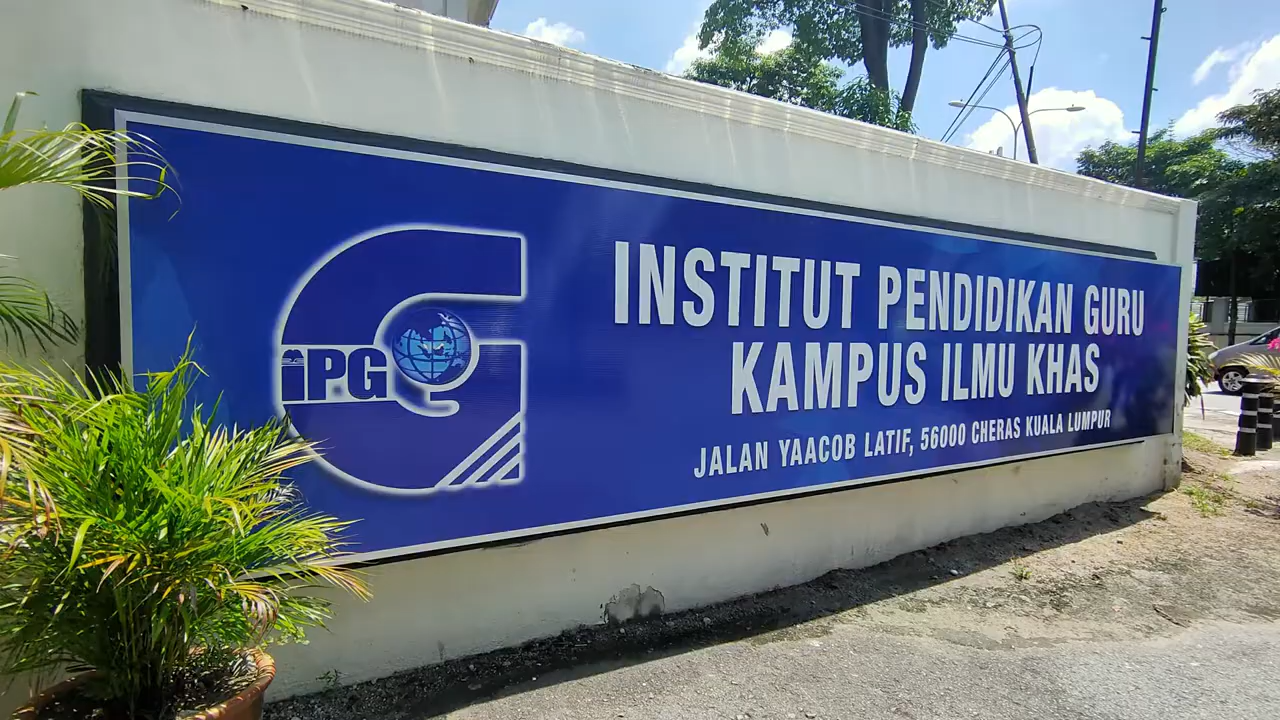 iPG
INSTITUT PENDIDIKAN GURU
KAMPUS ILMU KHAS
JALAN YAACOB LATIF, 56000 CHERAS KUALA LUMPUR